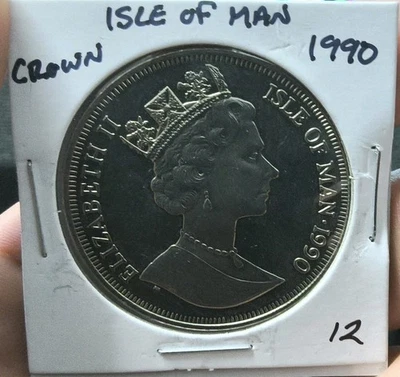 ISLE OF MAN
CROWN 1990
ELIZABETH II
ISLE OF MAN · 1990
12